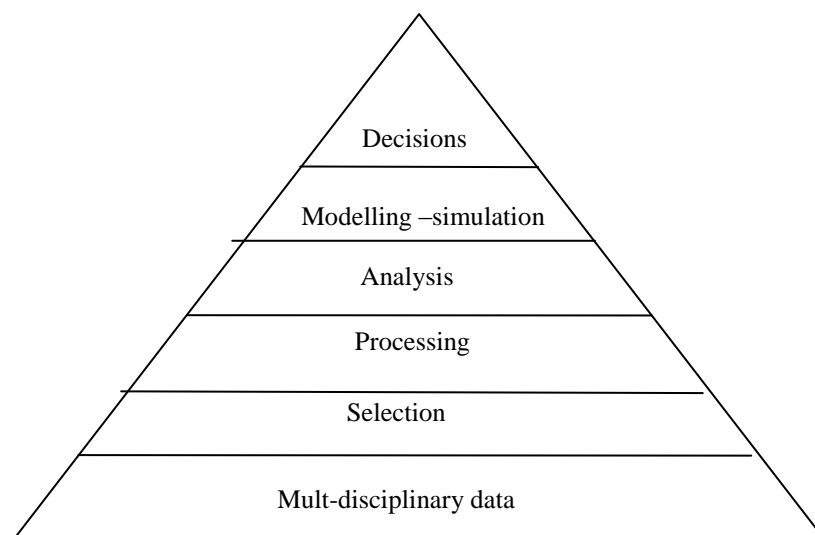 Decisions
Modelling –simulation
Analysis
Processing
Selection
Mult-disciplinary data